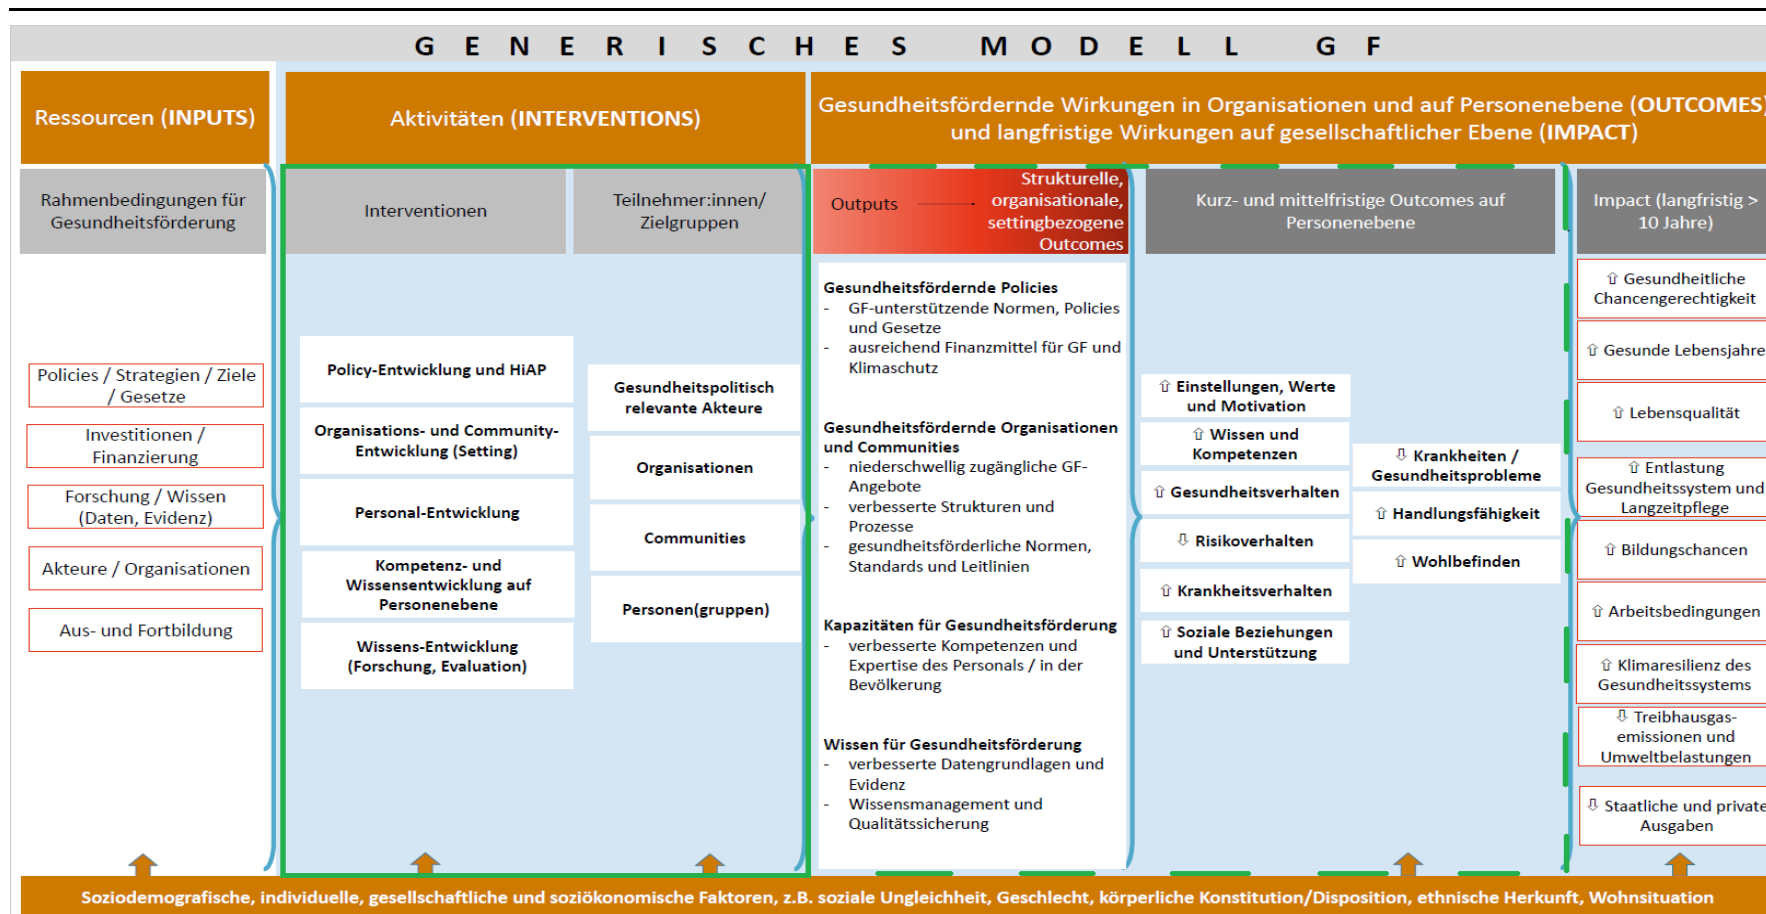 GENERISCHES MODELL GF
Ressourcen (INPUTS)
Aktivitäten (INTERVENTIONS)
Gesundheitsfördernde Wirkungen in Organisationen und auf Personenebene (OUTCOMES)
und langfristige Wirkungen auf gesellschaftlicher Ebene (IMPACT)
Rahmenbedingungen für
Gesundheitsförderung
Policies / Strategien / Ziele
/ Gesetze
Investitionen /
Finanzierung
Forschung / Wissen
(Daten, Evidenz)
Akteure / Organisationen
Aus- und Fortbildung
Interventionen
Policy-Entwicklung und HiAP
Organisations- und Community-
Entwicklung (Setting)
Personal-Entwicklung
Kompetenz- und
Wissensentwicklung auf
Personenebene
Wissens-Entwicklung
(Forschung, Evaluation)
Teilnehmer:innen/
Zielgruppen
Gesundheitspolitisch
relevante Akteure
Organisationen
Communities
Personen(gruppen)
Outputs
Strukturelle,
organisationale,
settingbezogene
Outcomes
Gesundheitsfördernde Policies
- GF-unterstützende Normen, Policies
und Gesetze
- ausreichend Finanzmittel für GF und
Klimaschutz
Gesundheitsfördernde Organisationen
und Communities
- niederschwellig zugängliche GF-
Angebote
- verbesserte Strukturen und
Prozesse
- gesundheitsförderliche Normen,
Standards und Leitlinien
Kapazitäten für Gesundheitsförderung
- verbesserte Kompetenzen und
Expertise des Personals / in der
Bevölkerung
Wissen für Gesundheitsförderung
- verbesserte Datengrundlagen und
Evidenz
- Wissensmanagement und
Qualitätssicherung
Kurz- und mittelfristige Outcomes auf
Personenebene
⇧ Einstellungen, Werte
und Motivation
⇧ Wissen und
Kompetenzen
⇧ Gesundheitsverhalten
⇩ Risikoverhalten
⇧ Krankheitsverhalten
⇧ Soziale Beziehungen
und Unterstützung
⇩ Krankheiten /
Gesundheitsprobleme
⇧ Handlungsfähigkeit
⇧ Wohlbefinden
Impact (langfristig >
10 Jahre)
⇧ Gesundheitliche
Chancengerechtigkeit
⇧ Gesunde Lebensjahre
⇧ Lebensqualität
⇧ Entlastung
Gesundheitssystem und
Langzeitpflege
⇧ Bildungschancen
⇧ Arbeitsbedingungen
⇧ Klimaresilienz des
Gesundheitssystems
⇩ Treibhausgas-
emissionen und
Umweltbelastungen
⇩ Staatliche und private
Ausgaben
Soziodemografische, individuelle, gesellschaftliche und soziökonomische Faktoren, z.B. soziale Ungleichheit, Geschlecht, körperliche Konstitution/Disposition, ethnische Herkunft, Wohnsituation